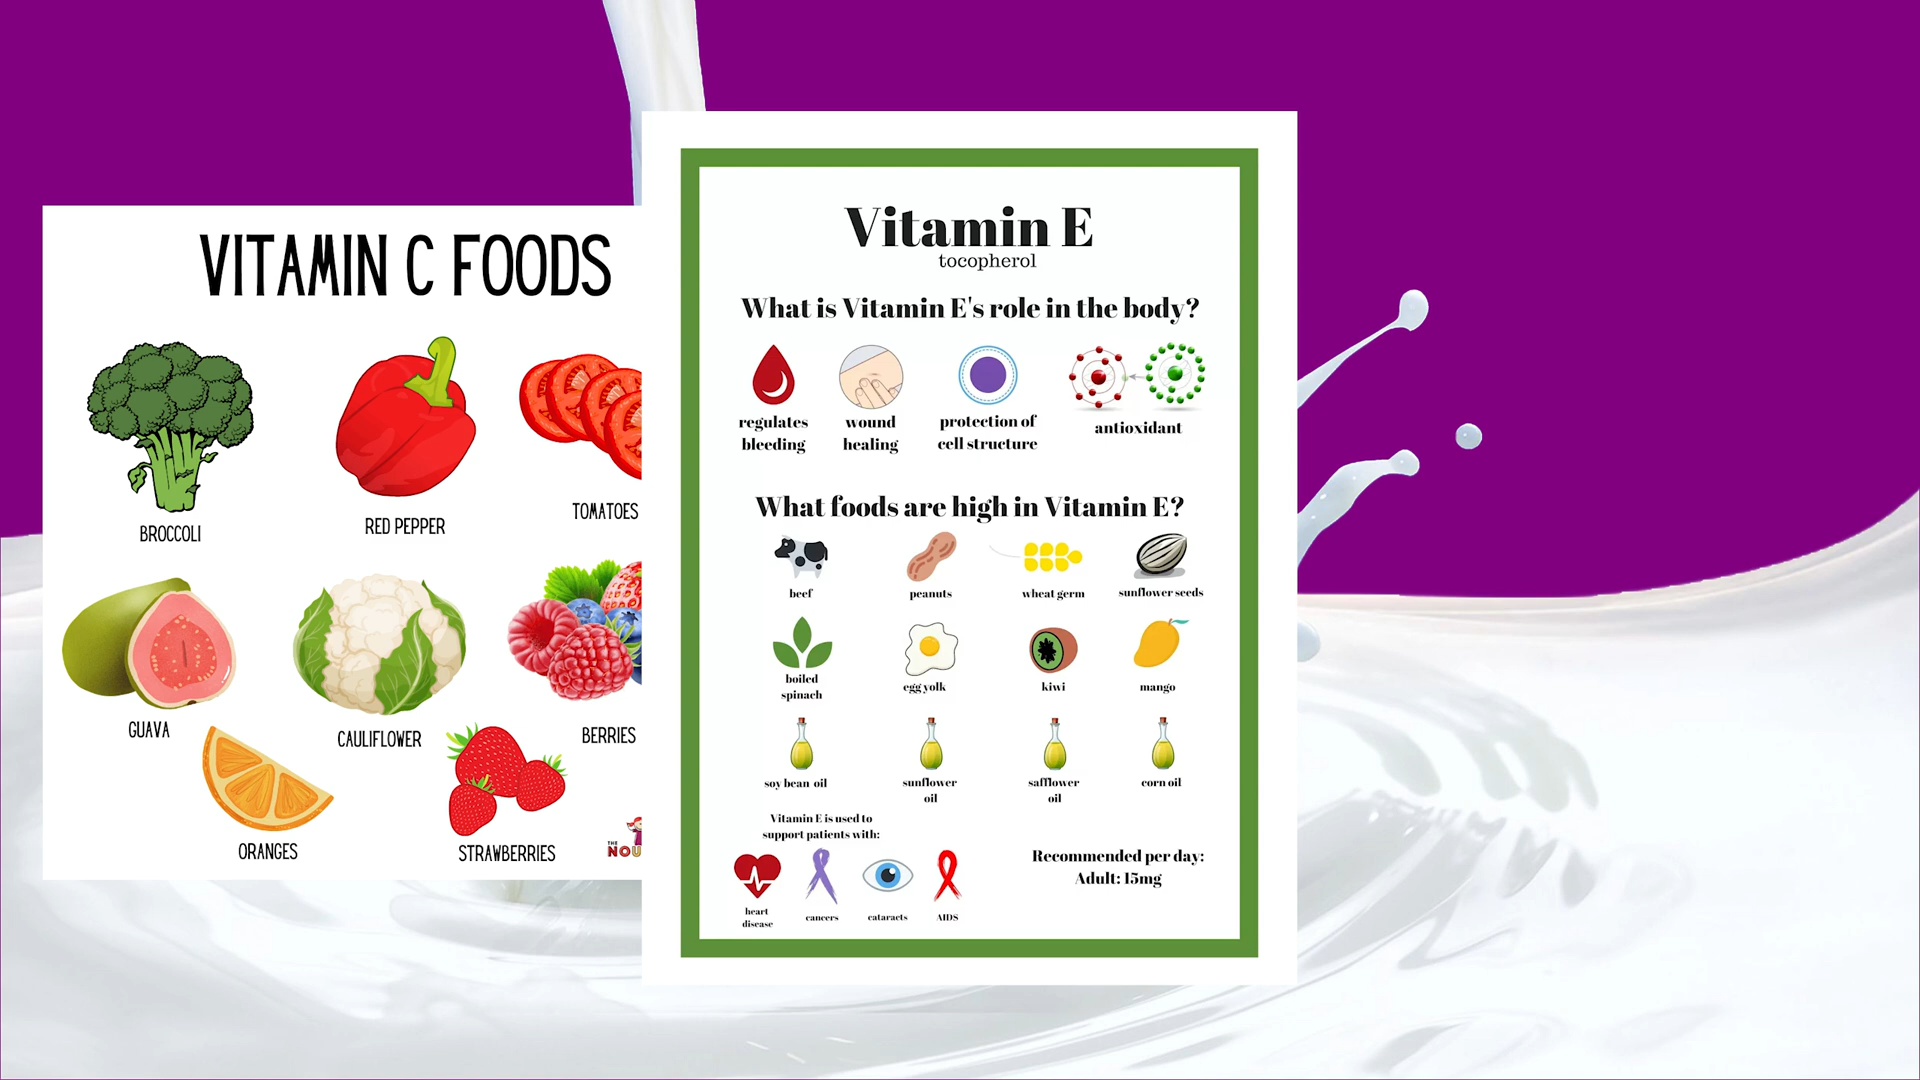 VITAMIN C FOODS
BROCCOLI
RED PEPPER
TOMATOES
GUAVA
CAULIFLOWER
BERRIES
ORANGES
STRAWBERRIES
THE
Vitamin E
tocopherol
What is Vitamin E's role in the body?
regulates
bleeding
wound
healing
protection of
cell structure
antioxidant
What foods are high in Vitamin E?
beef
peanuts
wheat germ
sunflower seeds
boiled
spinach
egg yolk
kiwi
mango
soy bean oil
sunflower
oil
safflower
oil
corn oil
Vitamin E is used to
support patients with:
heart
disease
cancers
cataracts
AIDS
Recommended per day:
Adult: 15mg